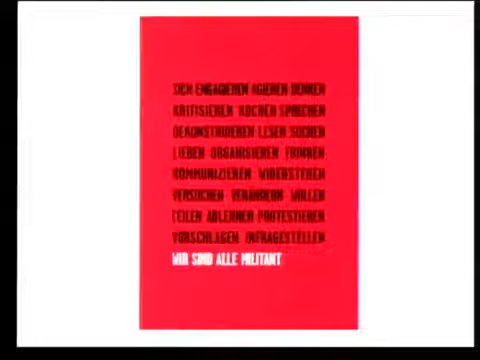 SICH ENGAGIEREN AGIEREN DENKEN
KRITISIEREN KOCHEN SPRECHEN
DEKONSTRUIEREN LESEN SUCHEN
LIEBEN ORGANISIEREN TRINKEN
KOMMUNIZIEREN WIDERSTEHEN
VERSUCHEN VERÄNDERN WOLLEN
TEILEN ABLEHNEN PROTESTIEREN
VORSCHLAGEN INFRAGESTELLEN
WIR SIND ALLE MILITANT